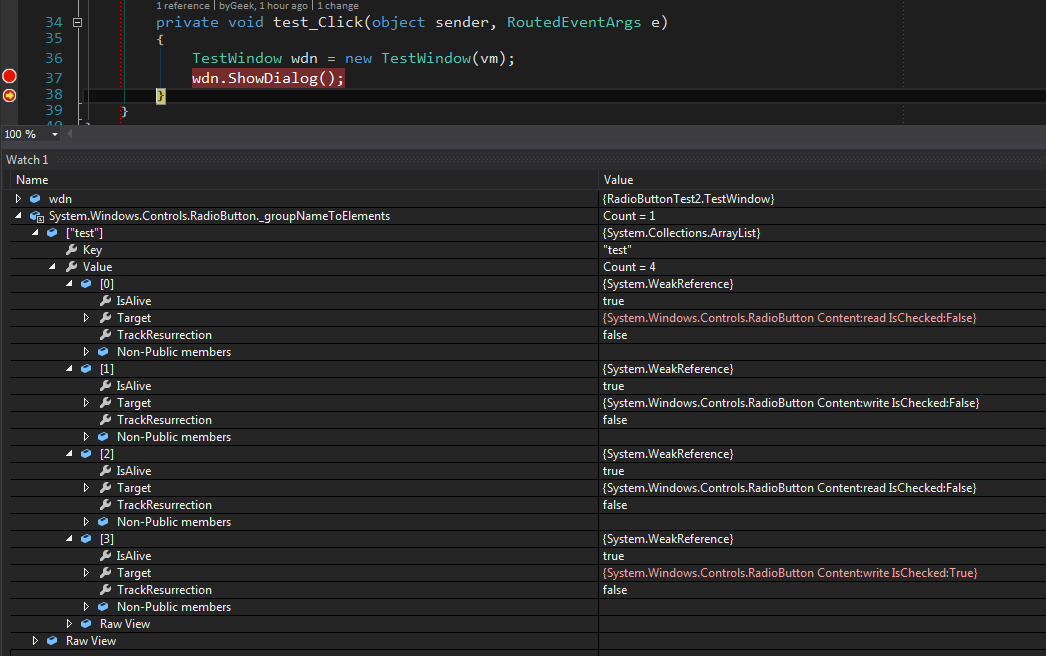 1 reference | byGeek, 1 hour ago | 1 change
34 private void test_Click(object sender, RoutedEventArgs e)
35 {
36 TestWindow wdn = new TestWindow(vm);
37 wdn.ShowDialog();
38 }
39 }
40
100 %
Watch 1
Name Value
wdn {RadioButtonTest2.TestWindow}
System.Windows.Controls.RadioButton._groupNameToElements Count = 1
["test"] {System.Collections.ArrayList}
Key "test"
Value Count = 4
[0] {System.WeakReference}
IsAlive true
Target {System.Windows.Controls.RadioButton Content:read IsChecked:False}
TrackResurrection false
Non-Public members
[1] {System.WeakReference}
IsAlive true
Target {System.Windows.Controls.RadioButton Content:write IsChecked:False}
TrackResurrection false
Non-Public members
[2] {System.WeakReference}
IsAlive true
Target {System.Windows.Controls.RadioButton Content:read IsChecked:False}
TrackResurrection false
Non-Public members
[3] {System.WeakReference}
IsAlive true
Target {System.Windows.Controls.RadioButton Content:write IsChecked:True}
TrackResurrection false
Non-Public members
Raw View
Raw View